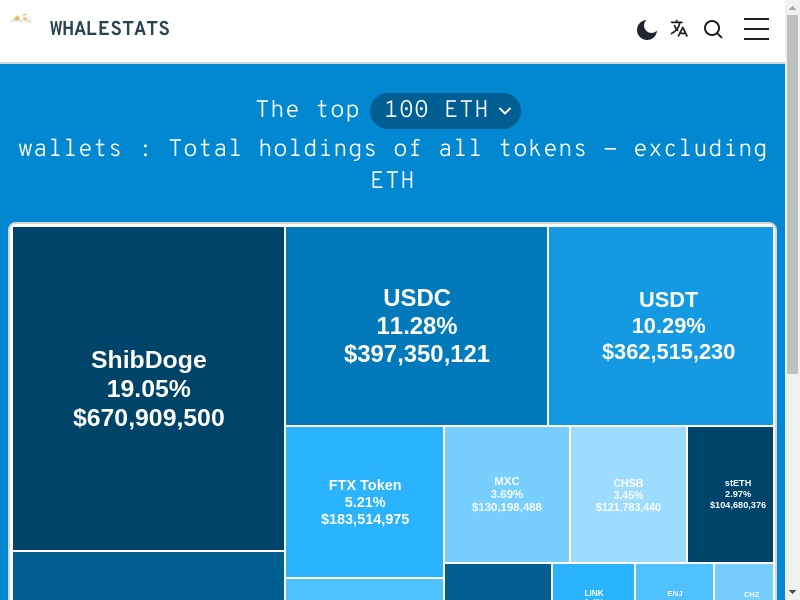 WHALESTATS
The top 100 ETH
wallets : Total holdings of all tokens – excluding
ETH
ShibDoge
19.05%
$670,909,500
USDC
11.28%
$397,350,121
USDT
10.29%
$362,515,230
FTX Token
5.21%
$183,514,975
MXC
3.69%
$130,198,488
CHSB
3.45%
$121,783,440
stETH
2.97%
$104,680,376
LINK
ENJ
CHZ